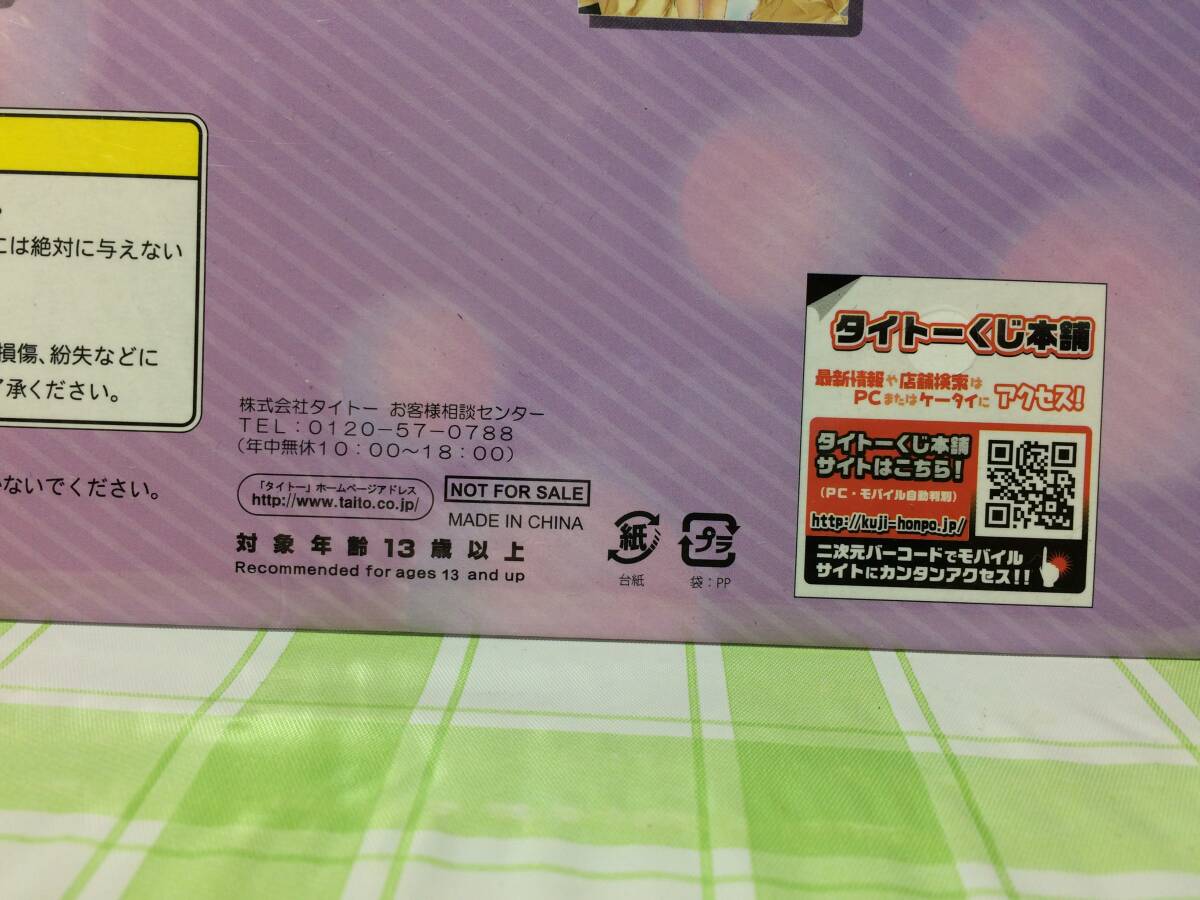 には絶対に与えない
損傷、紛失などに
了承ください。
ないでください。
株式会社タイトー お客様相談センター
TEL:0120-57-0788
(年中無休10:00〜18:00)
「タイトー」ホームページアドレス
http://www.taito.co.jp/
NOT FOR SALE
MADE IN CHINA
対象年齢13歳以上
Recommended for ages 13 and up
紙
台紙
プラ
袋:PP
タイトーくじ本舗
最新情報や店舗検索は
PCまたはケータイに アクセス!
タイトーくじ本舗
サイトはこちら!
(PC・モバイル自動判別)
http://kuji-honpo.jp/
二次元バーコードでモバイル
サイトにカンタンアクセス!!